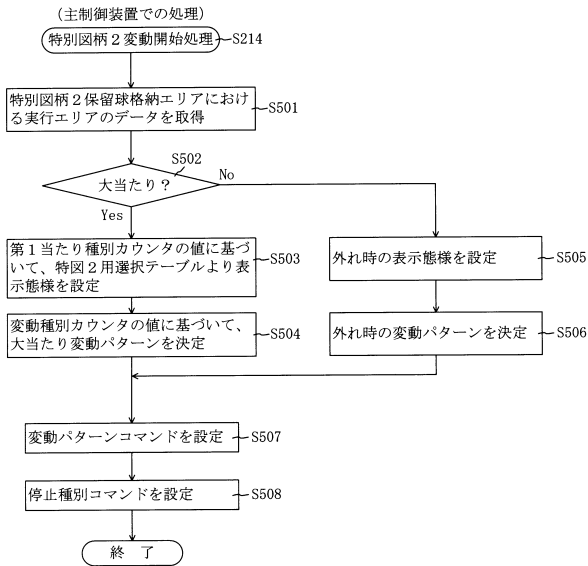 (主制御装置での処理)
特別図柄2変動開始処理
S214
特別図柄2保留球格納エリアにおけ
る実行エリアのデータを取得
S501
S502
大当たり?
No
Yes
第1当たり種別カウンタの値に基づ
いて、特図2用選択テーブルより表
示態様を設定
S503
外れ時の表示態様を設定
S505
変動種別カウンタの値に基づいて、
大当たり変動パターンを決定
S504
外れ時の変動パターンを決定
S506
変動パターンコマンドを設定
S507
停止種別コマンドを設定
S508
終 了